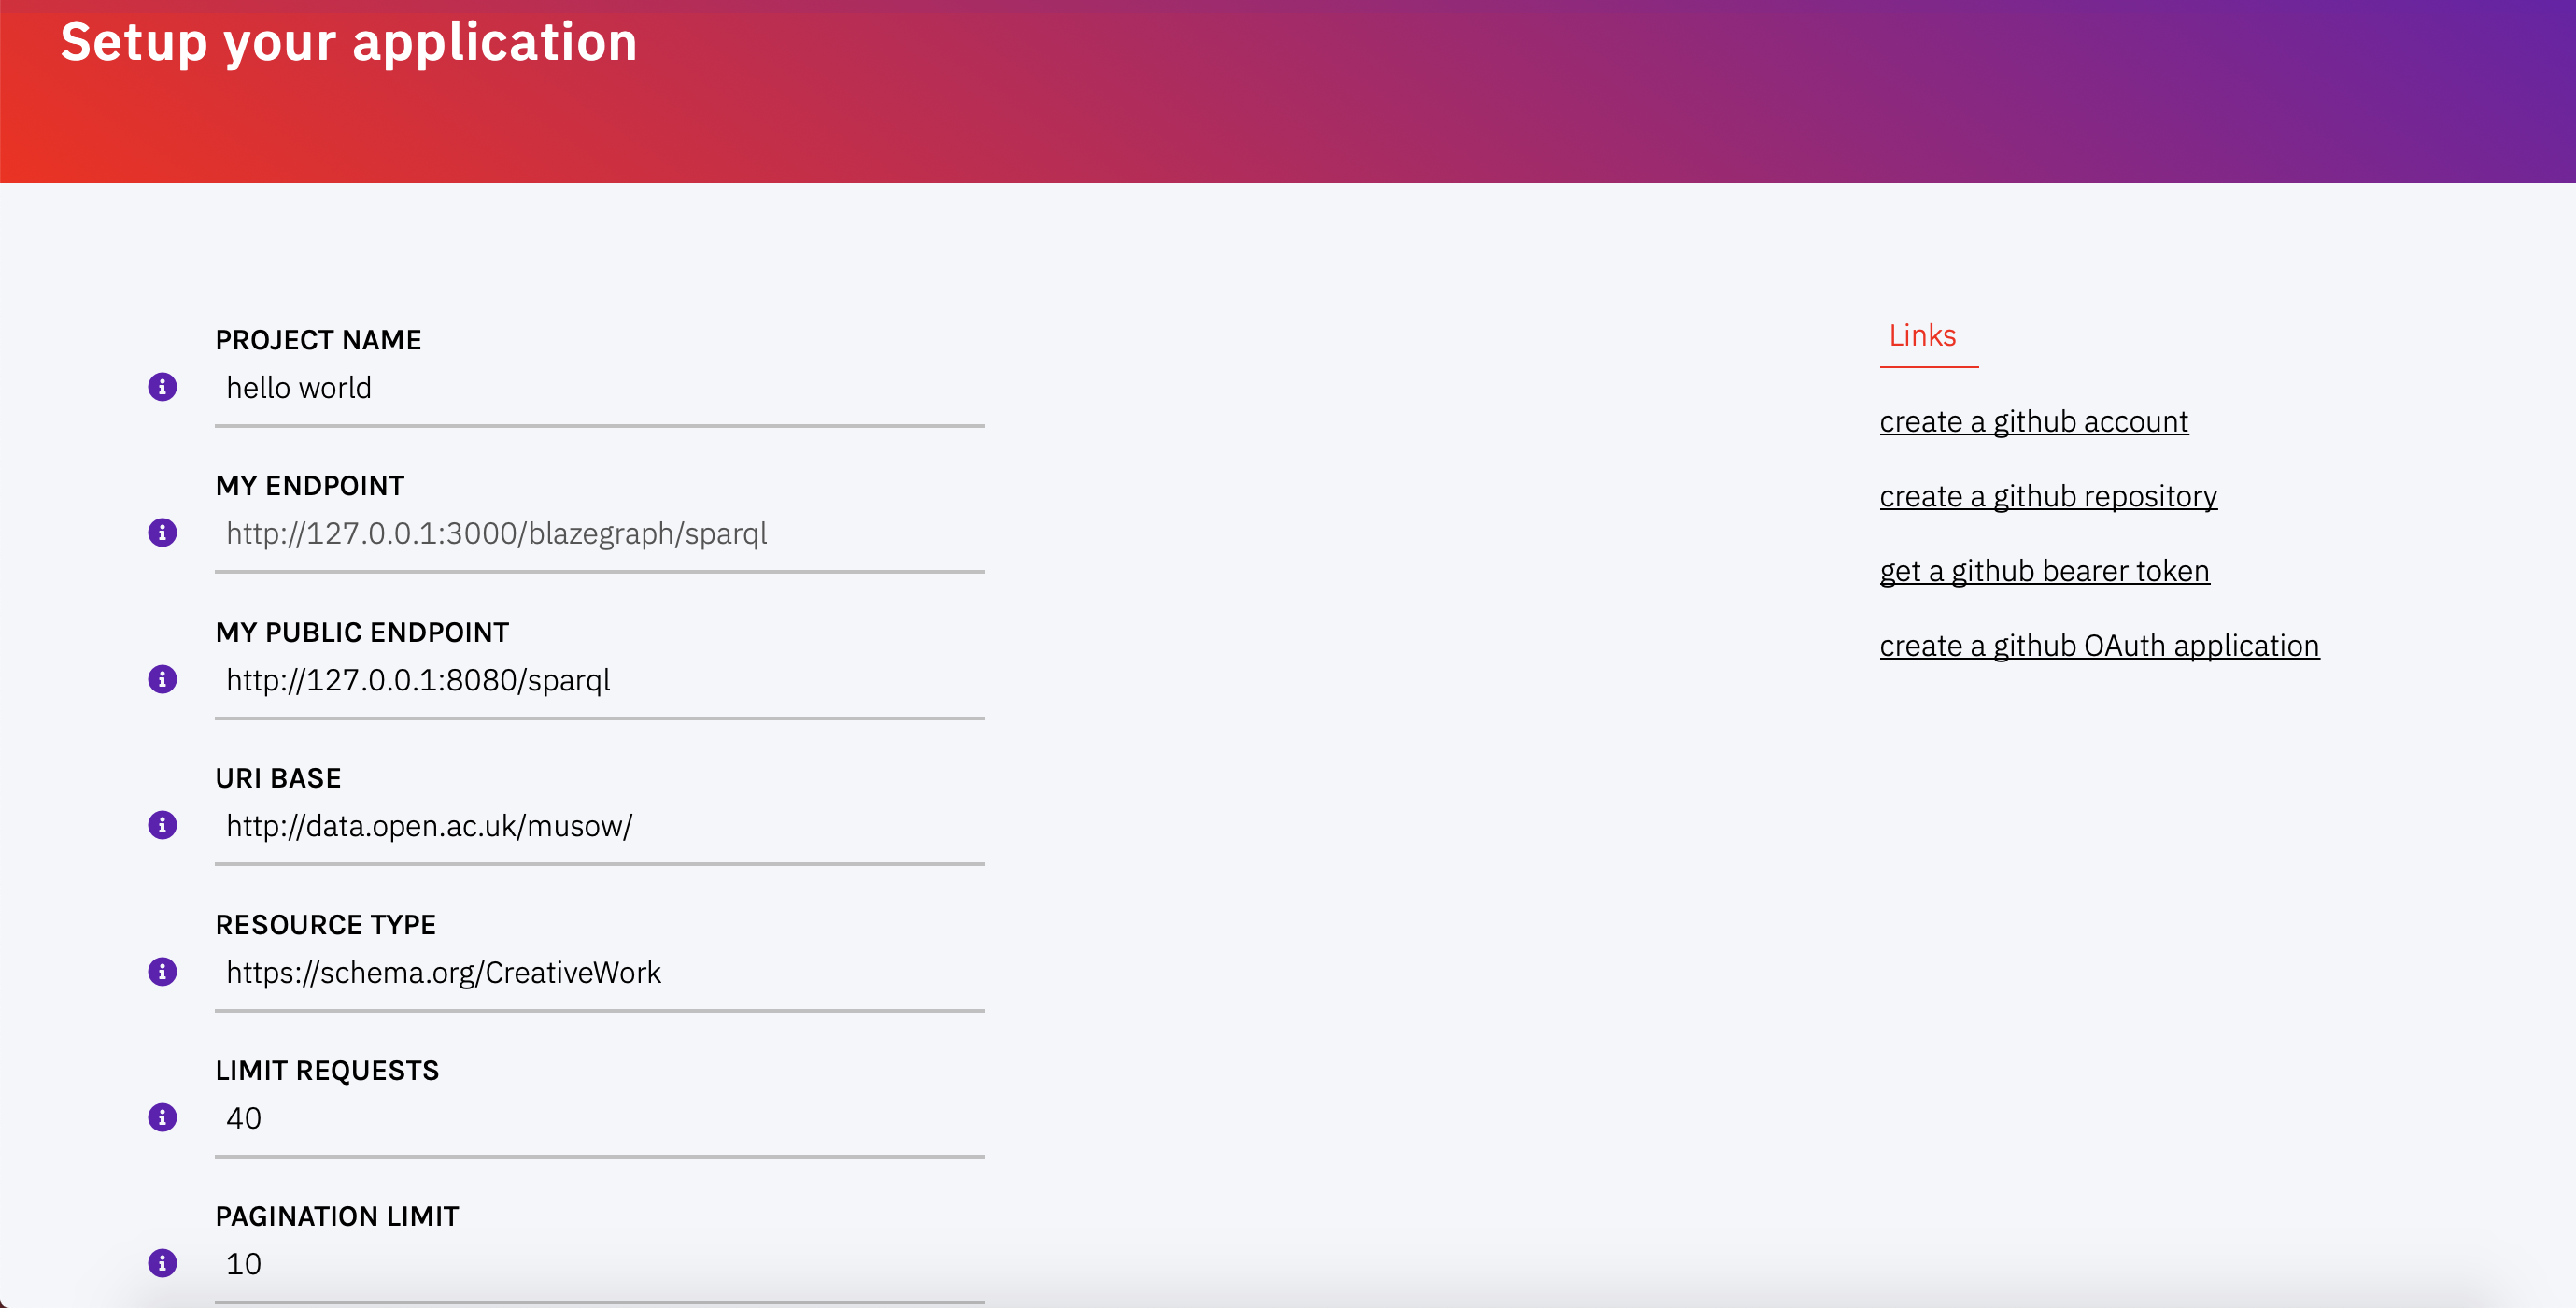 Setup your application
PROJECT NAME
hello world
MY ENDPOINT
http://127.0.0.1:3000/blazegraph/sparql
MY PUBLIC ENDPOINT
http://127.0.0.1:8080/sparql
URI BASE
http://data.open.ac.uk/musow/
RESOURCE TYPE
https://schema.org/CreativeWork
LIMIT REQUESTS
40
PAGINATION LIMIT
10
Links
create a github account
create a github repository
get a github bearer token
create a github OAuth application